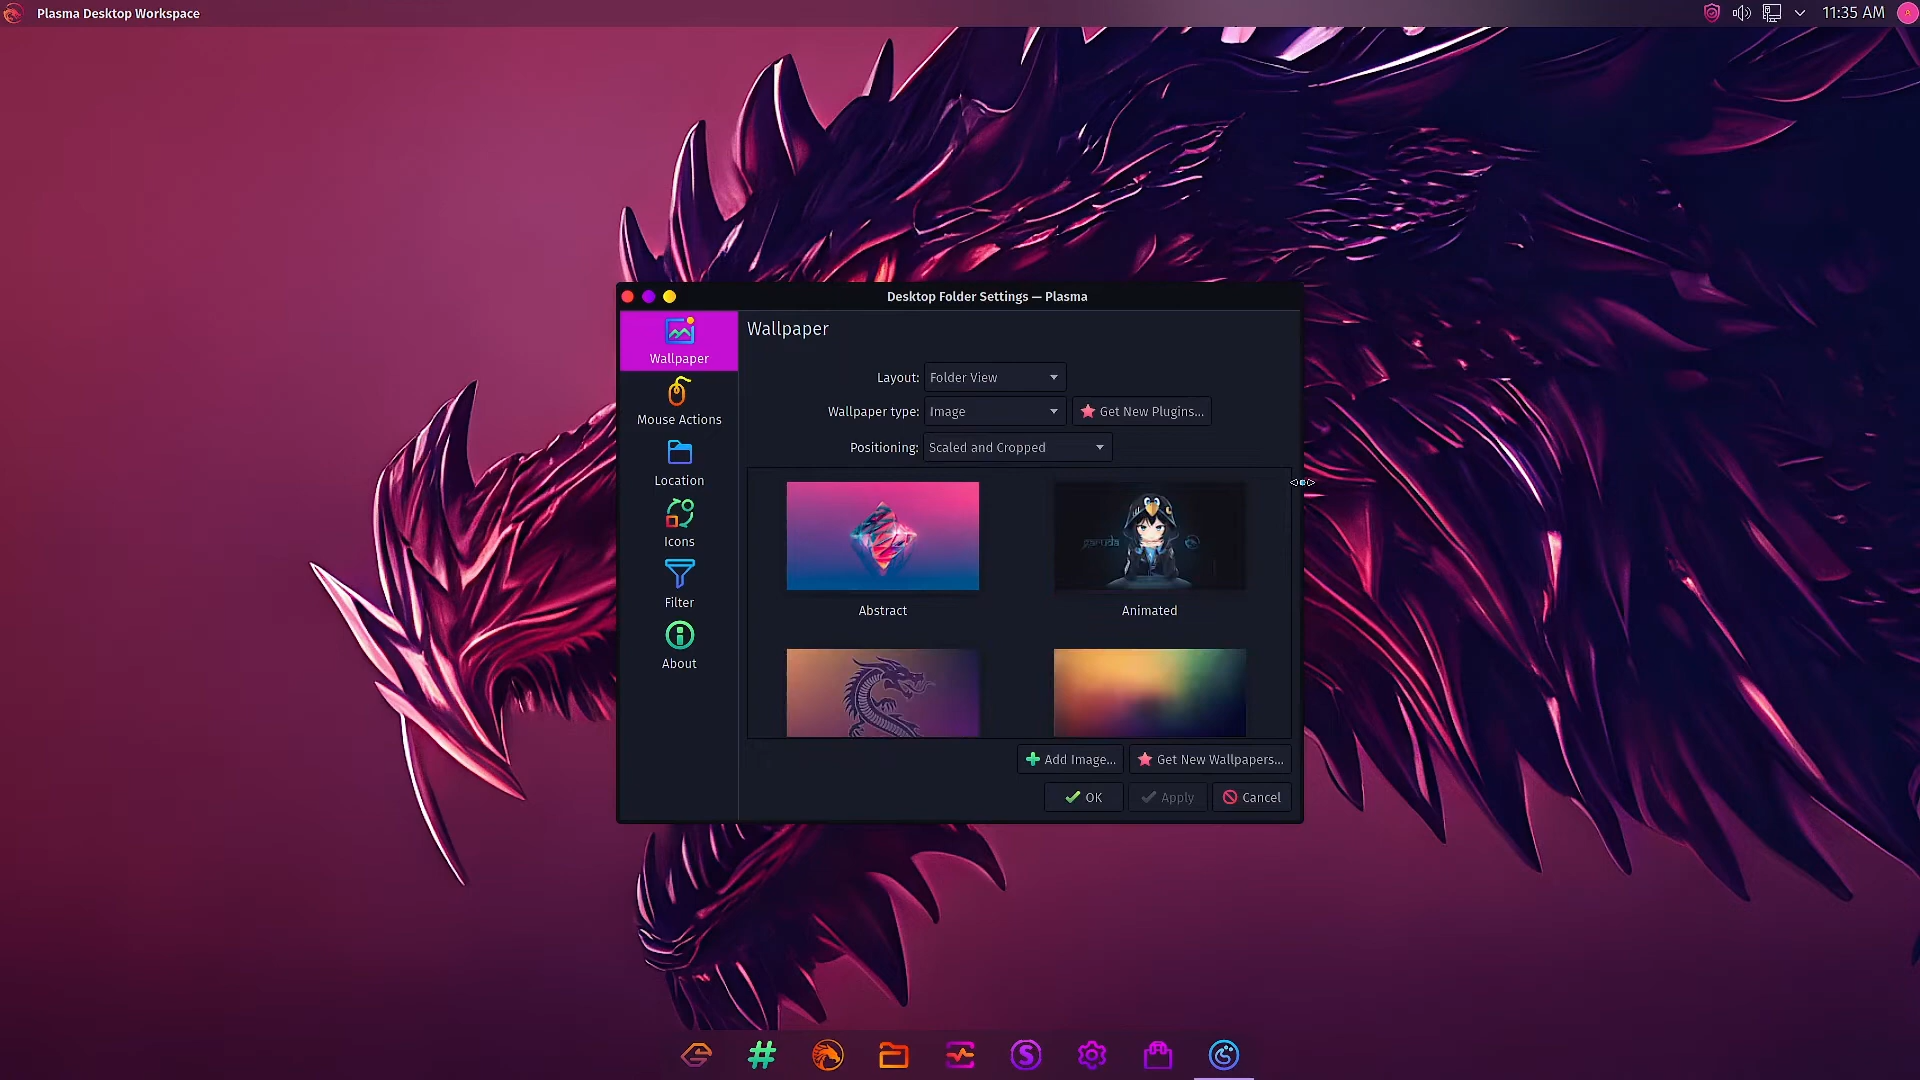 Plasma Desktop Workspace
11:35 AM
Desktop Folder Settings — Plasma
Wallpaper
Mouse Actions
Location
Icons
Filter
About
Wallpaper
Layout: Folder View
Wallpaper type: Image Get New Plugins...
Positioning: Scaled and Cropped
garuda
Abstract Animated
Add Image... Get New Wallpapers...
OK Apply Cancel